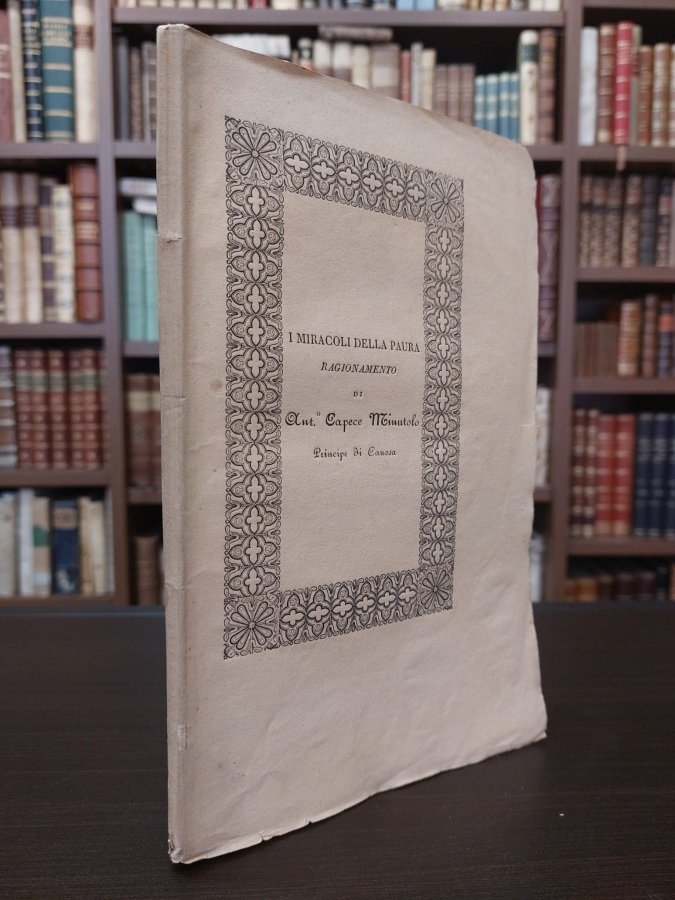 I MIRACOLI DELLA PAURA
RAGIONAMENTO
DI
Ant.º Capece Minutolo
Principe di Canosa